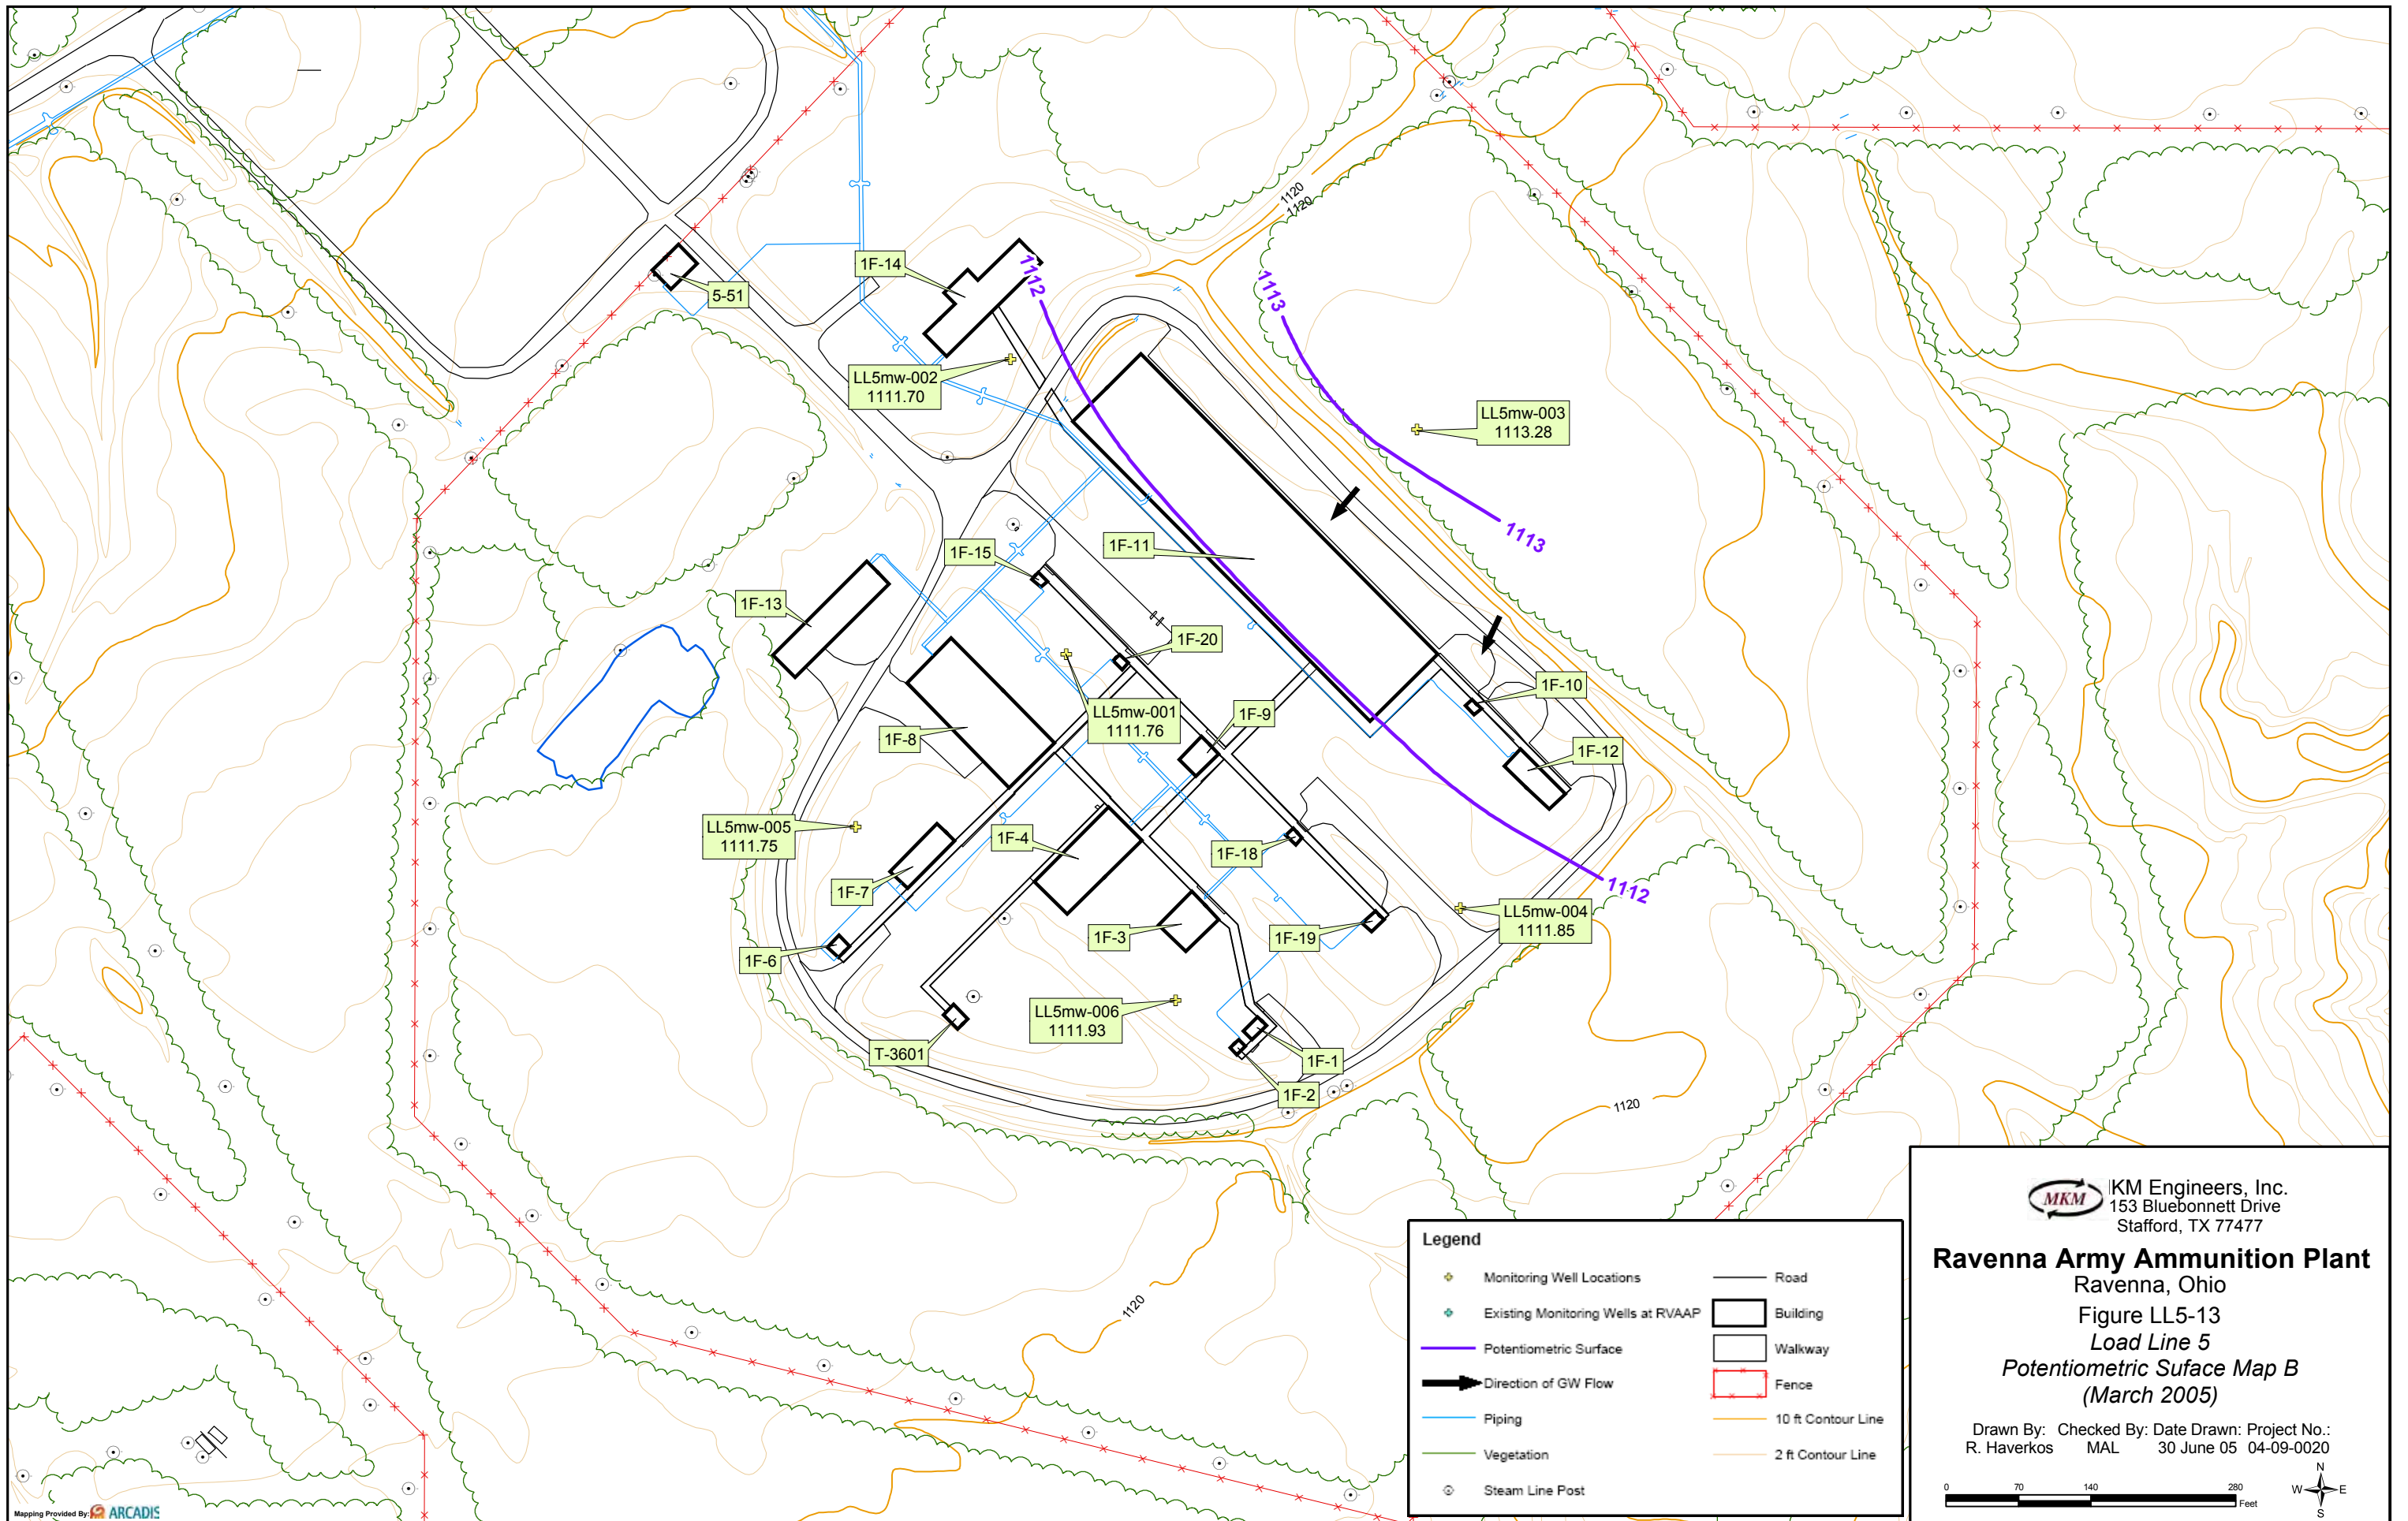 1120
1120
1F-14
1112
1113
5-51
LL5mw-002
1111.70
LL5mw-003
1113.28
1113
1F-15
1F-11
1F-13
1F-20
1F-10
LL5mw-001
1111.76
1F-9
1F-8
1F-12
LL5mw-005
1111.75
1F-4
1F-18
1F-7
1112
LL5mw-004
1111.85
1F-3
1F-19
1F-6
LL5mw-006
1111.93
T-3601
1F-1
1F-2
1120
1120
Legend
Monitoring Well Locations
Existing Monitoring Wells at RVAAP
Potentiometric Surface
Direction of GW Flow
Piping
Vegetation
Steam Line Post
Road
Building
Walkway
Fence
10 ft Contour Line
2 ft Contour Line
MKM
KM Engineers, Inc.
153 Bluebonnett Drive
Stafford, TX 77477
Ravenna Army Ammunition Plant
Ravenna, Ohio
Figure LL5-13
Load Line 5
Potentiometric Suface Map B
(March 2005)
Drawn By: Checked By: Date Drawn: Project No.:
R. Haverkos MAL 30 June 05 04-09-0020
0 70 140 280
Feet
N
W E
S
Mapping Provided By: ARCADIS